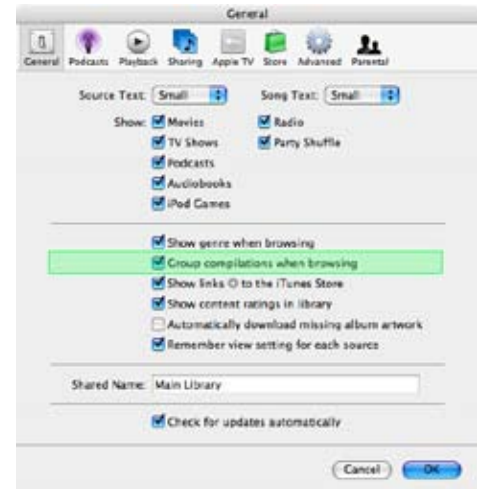 General
General Podcasts Playback Sharing Apple TV Store Advanced Parental
Source Text: Small Song Text: Small
Show: Movies Radio
TV Shows Party Shuffle
Podcasts
Audiobooks
iPod Games
Show genre when browsing
Group compilations when browsing
Show links to the iTunes Store
Show content ratings in library
Automatically download missing album artwork
Remember view setting for each source
Shared Name: Main Library
Check for updates automatically
Cancel OK